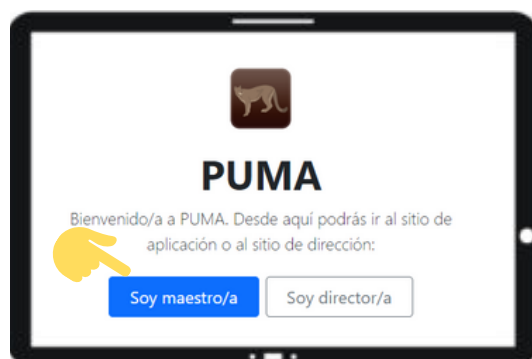 PUMA
Bienvenido/a a PUMA. Desde aquí podrás ir al sitio de
aplicación o al sitio de dirección:
Soy maestro/a Soy director/a